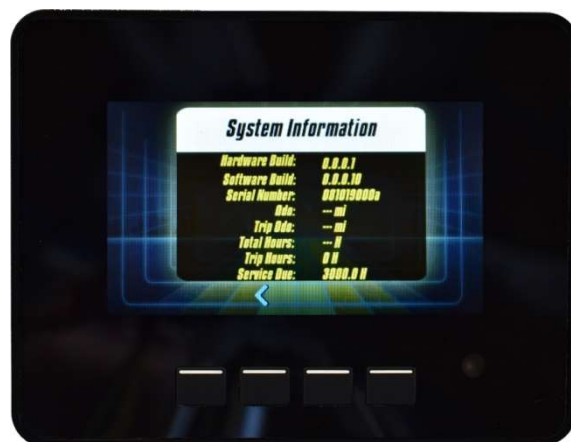 System Information
Hardware Build: 0.0.0.1
Software Build: 0.0.0.10
Serial Number: 081019000a
Odo: --- mi
Trip Odo: --- mi
Total Hours: --- H
Trip Hours: 0 H
Service Due: 3000.0 H